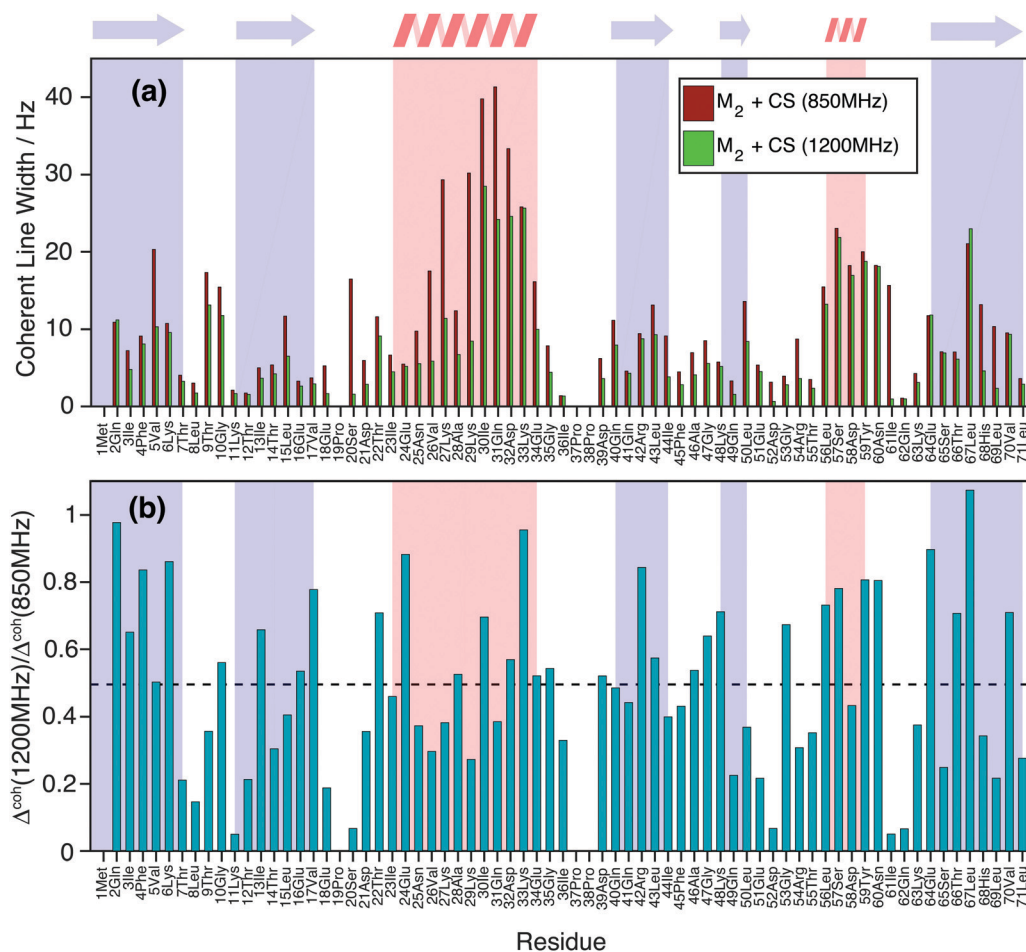 (a)
M2 + CS (850MHz)
M2 + CS (1200MHz)
Coherent Line Width / Hz
40
30
20
10
0
1Met 2Gln 3Ile 4Phe 5Val 6Lys 7Thr 8Leu 9Thr 10Gly 11Lys 12Thr 13Ile 14Thr 15Leu 16Glu 17Val 18Glu 19Pro 20Ser 21Asp 22Thr 23Ile 24Glu 25Asn 26Val 27Lys 28Ala 29Lys 30Ile 31Gln 32Asp 33Lys 34Glu 35Gly 36Ile 37Pro 38Pro 39Asp 40Gln 41Gln 42Arg 43Leu 44Ile 45Phe 46Ala 47Gly 48Lys 49Gln 50Leu 51Glu 52Asp 53Gly 54Arg 55Thr 56Leu 57Ser 58Asp 59Tyr 60Asn 61Ile 62Gln 63Lys 64Glu 65Ser 66Thr 67Leu 68His 69Leu 70Val 71Leu
(b)
Δcoh(1200MHz)/Δcoh(850MHz)
1
0.8
0.6
0.4
0.2
0
1Met 2Gln 3Ile 4Phe 5Val 6Lys 7Thr 8Leu 9Thr 10Gly 11Lys 12Thr 13Ile 14Thr 15Leu 16Glu 17Val 18Glu 19Pro 20Ser 21Asp 22Thr 23Ile 24Glu 25Asn 26Val 27Lys 28Ala 29Lys 30Ile 31Gln 32Asp 33Lys 34Glu 35Gly 36Ile 37Pro 38Pro 39Asp 40Gln 41Gln 42Arg 43Leu 44Ile 45Phe 46Ala 47Gly 48Lys 49Gln 50Leu 51Glu 52Asp 53Gly 54Arg 55Thr 56Leu 57Ser 58Asp 59Tyr 60Asn 61Ile 62Gln 63Lys 64Glu 65Ser 66Thr 67Leu 68His 69Leu 70Val 71Leu
Residue